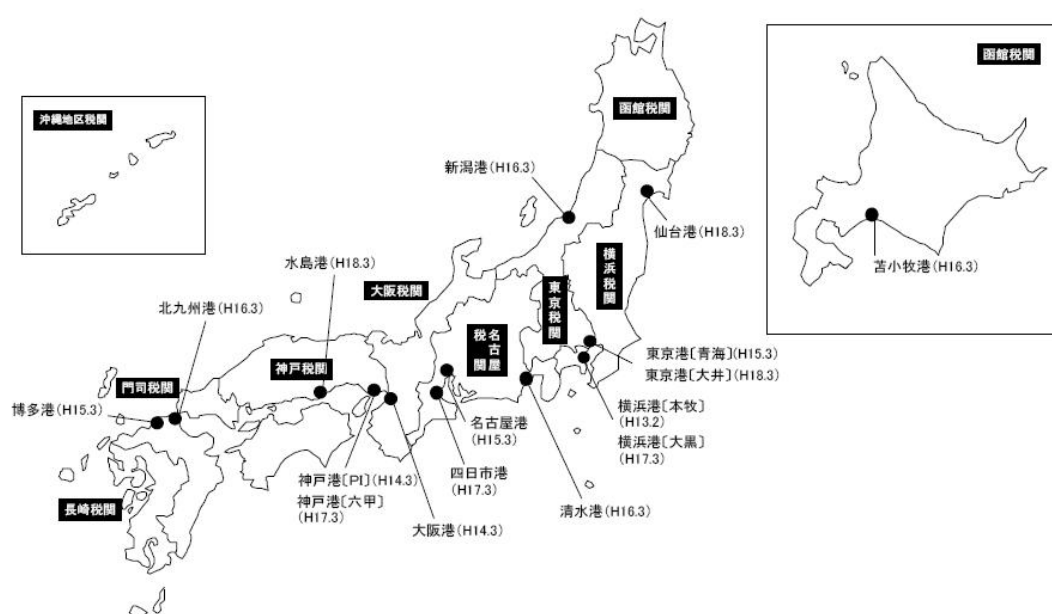 函館税関
函館税関
沖縄地区税関
新潟港(H16.3)
仙台港(H18.3)
苫小牧港(H16.3)
水島港(H18.3)
横浜税関
大阪税関
東京税関
北九州港(H16.3)
名古屋
税関
東京港〔青海〕(H15.3)
東京港〔大井〕(H18.3)
神戸税関
門司税関
博多港(H15.3)
横浜港〔本牧〕
(H13.2)
横浜港〔大黒〕
(H17.3)
名古屋港
(H15.3)
四日市港
(H17.3)
神戸港〔PI〕(H14.3)
神戸港〔六甲〕
(H17.3)
長崎税関
清水港(H16.3)
大阪港(H14.3)